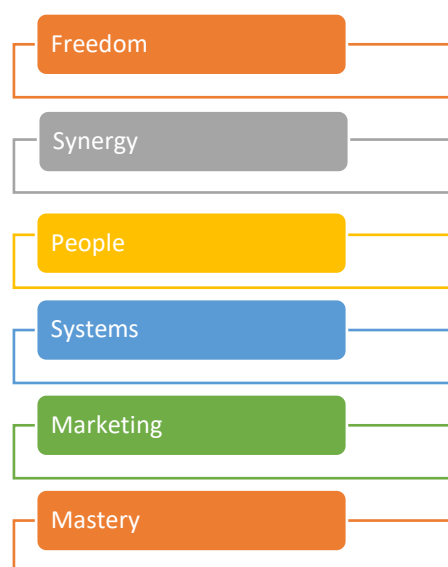 Freedom
Synergy
People
Systems
Marketing
Mastery